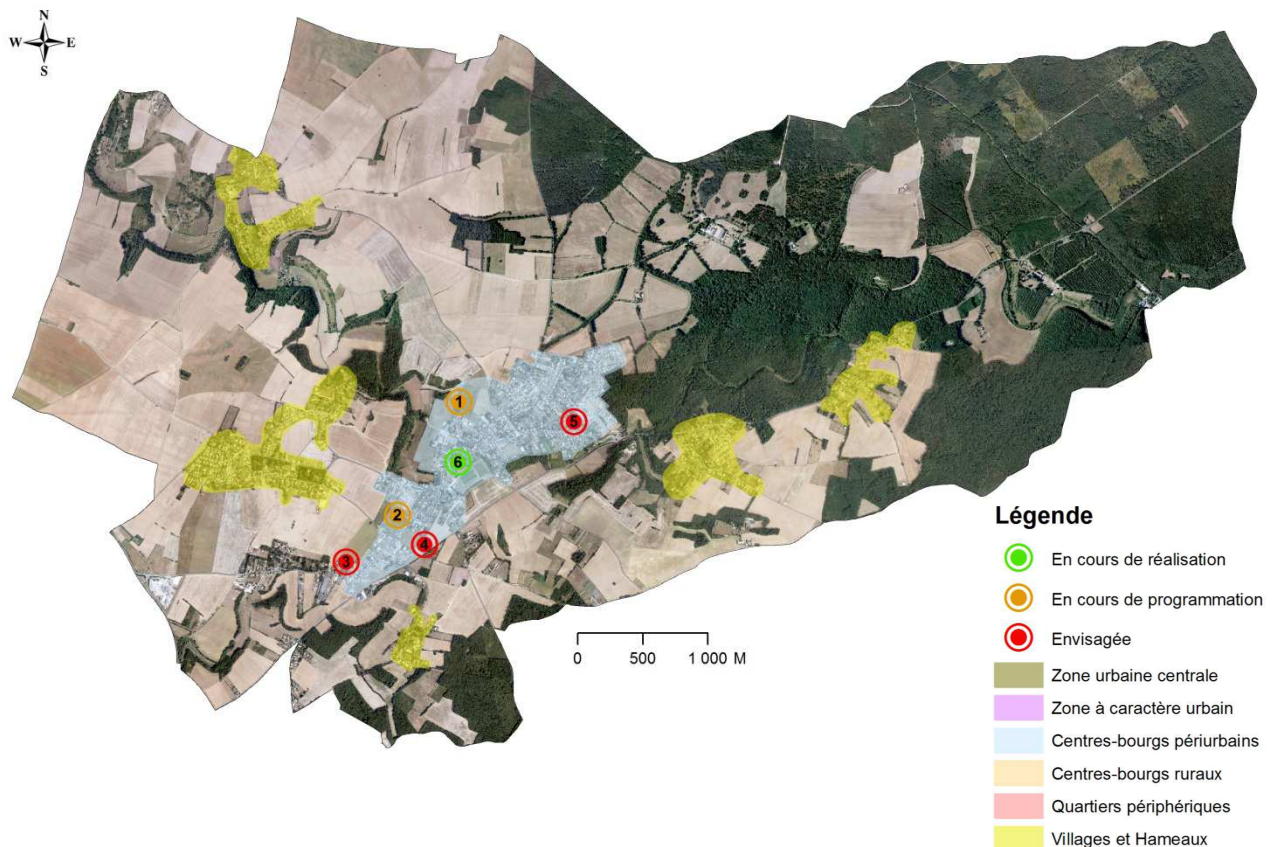 N
W E
S
1
5
6
2
4
3
0 500 1 000 M
Légende
En cours de réalisation
En cours de programmation
Envisagée
Zone urbaine centrale
Zone à caractère urbain
Centres-bourgs périurbains
Centres-bourgs ruraux
Quartiers périphériques
Villages et Hameaux